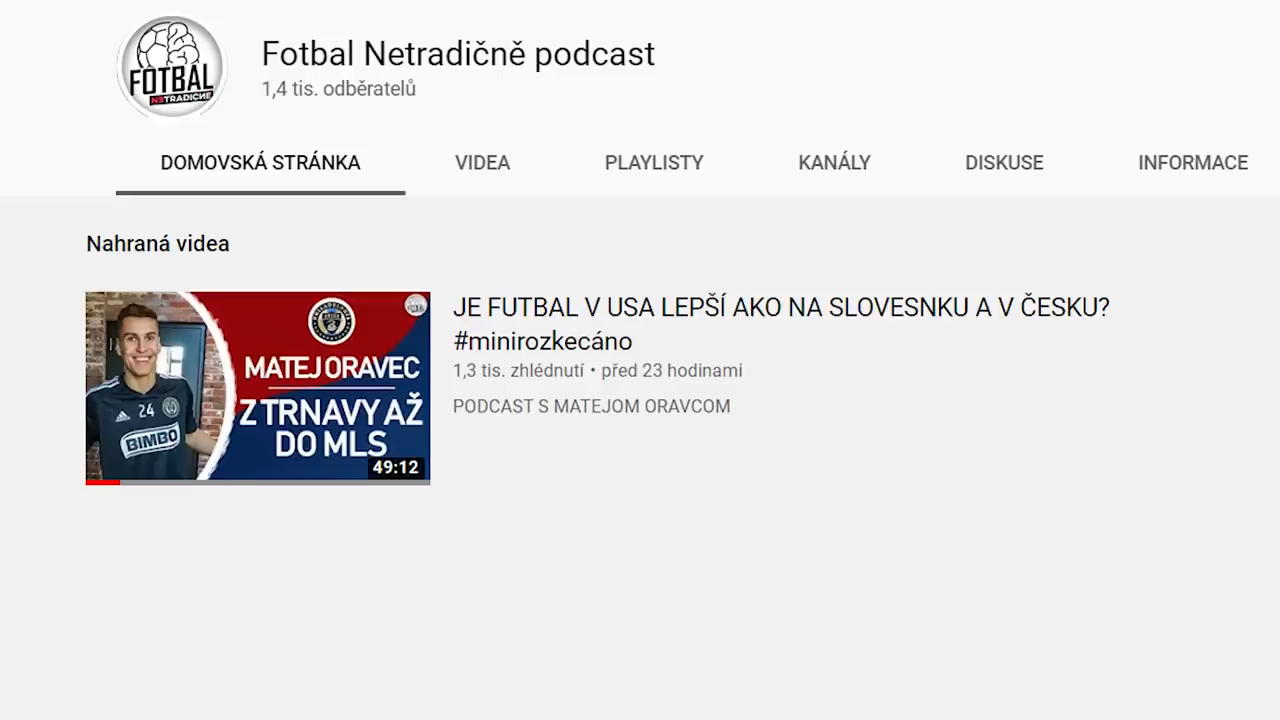 FOTBAL
N3TRADIČNĚ
Fotbal Netradičně podcast
1,4 tis. odběratelů
DOMOVSKÁ STRÁNKA
VIDEA
PLAYLISTY
KANÁLY
DISKUSE
INFORMACE
Nahraná videa
MATEJ ORAVEC
Z TRNAVY AŽ
DO MLS
24
BIMBO
49:12
JE FUTBAL V USA LEPŠÍ AKO NA SLOVESNKU A V ČESKU?
#minirozkecáno
1,3 tis. zhlédnutí • před 23 hodinami
PODCAST S MATEJOM ORAVCOM